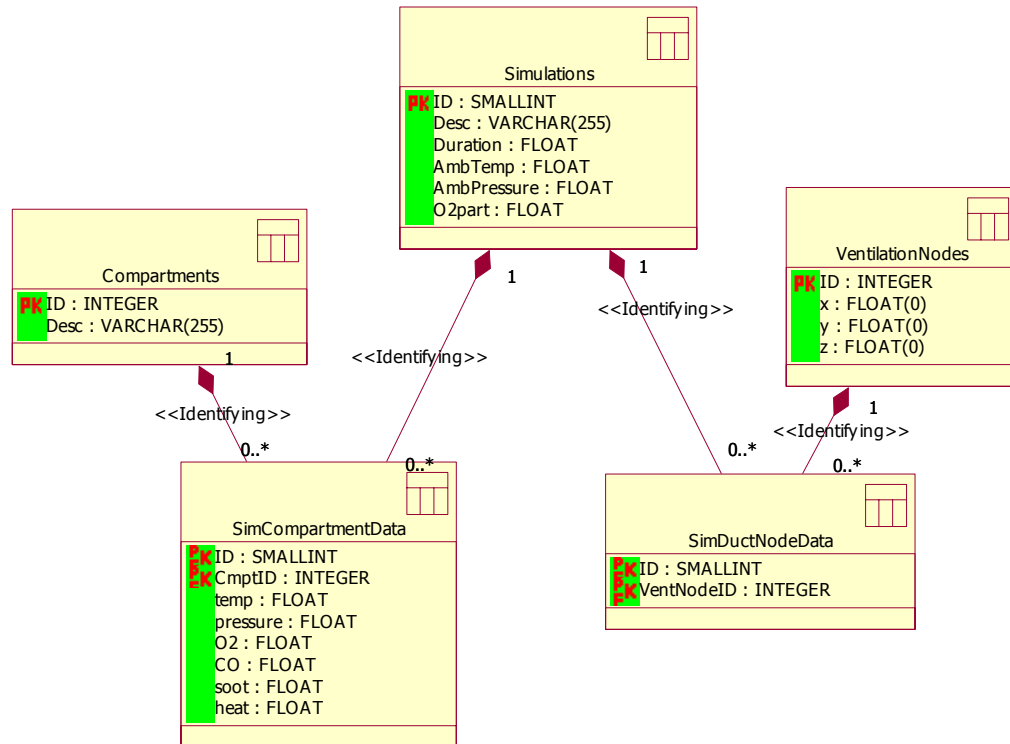 Simulations
PK ID : SMALLINT
Desc : VARCHAR(255)
Duration : FLOAT
AmbTemp : FLOAT
AmbPressure : FLOAT
O2part : FLOAT
Compartments
PK ID : INTEGER
Desc : VARCHAR(255)
VentilationNodes
PK ID : INTEGER
x : FLOAT(0)
y : FLOAT(0)
z : FLOAT(0)
1
<<Identifying>>
0..*
1
<<Identifying>>
0..*
1
<<Identifying>>
0..*
1
<<Identifying>>
0..*
SimCompartmentData
ID : SMALLINT
CmptID : INTEGER
temp : FLOAT
pressure : FLOAT
O2 : FLOAT
CO : FLOAT
soot : FLOAT
heat : FLOAT
SimDuctNodeData
ID : SMALLINT
VentNodeID : INTEGER